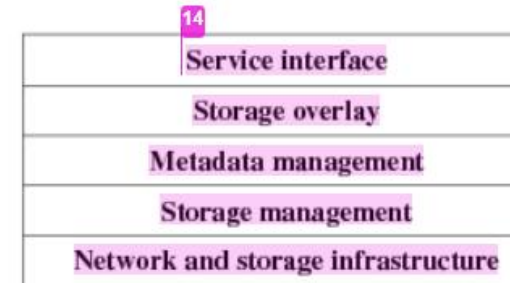 14
Service interface
Storage overlay
Metadata management
Storage management
Network and storage infrastructure